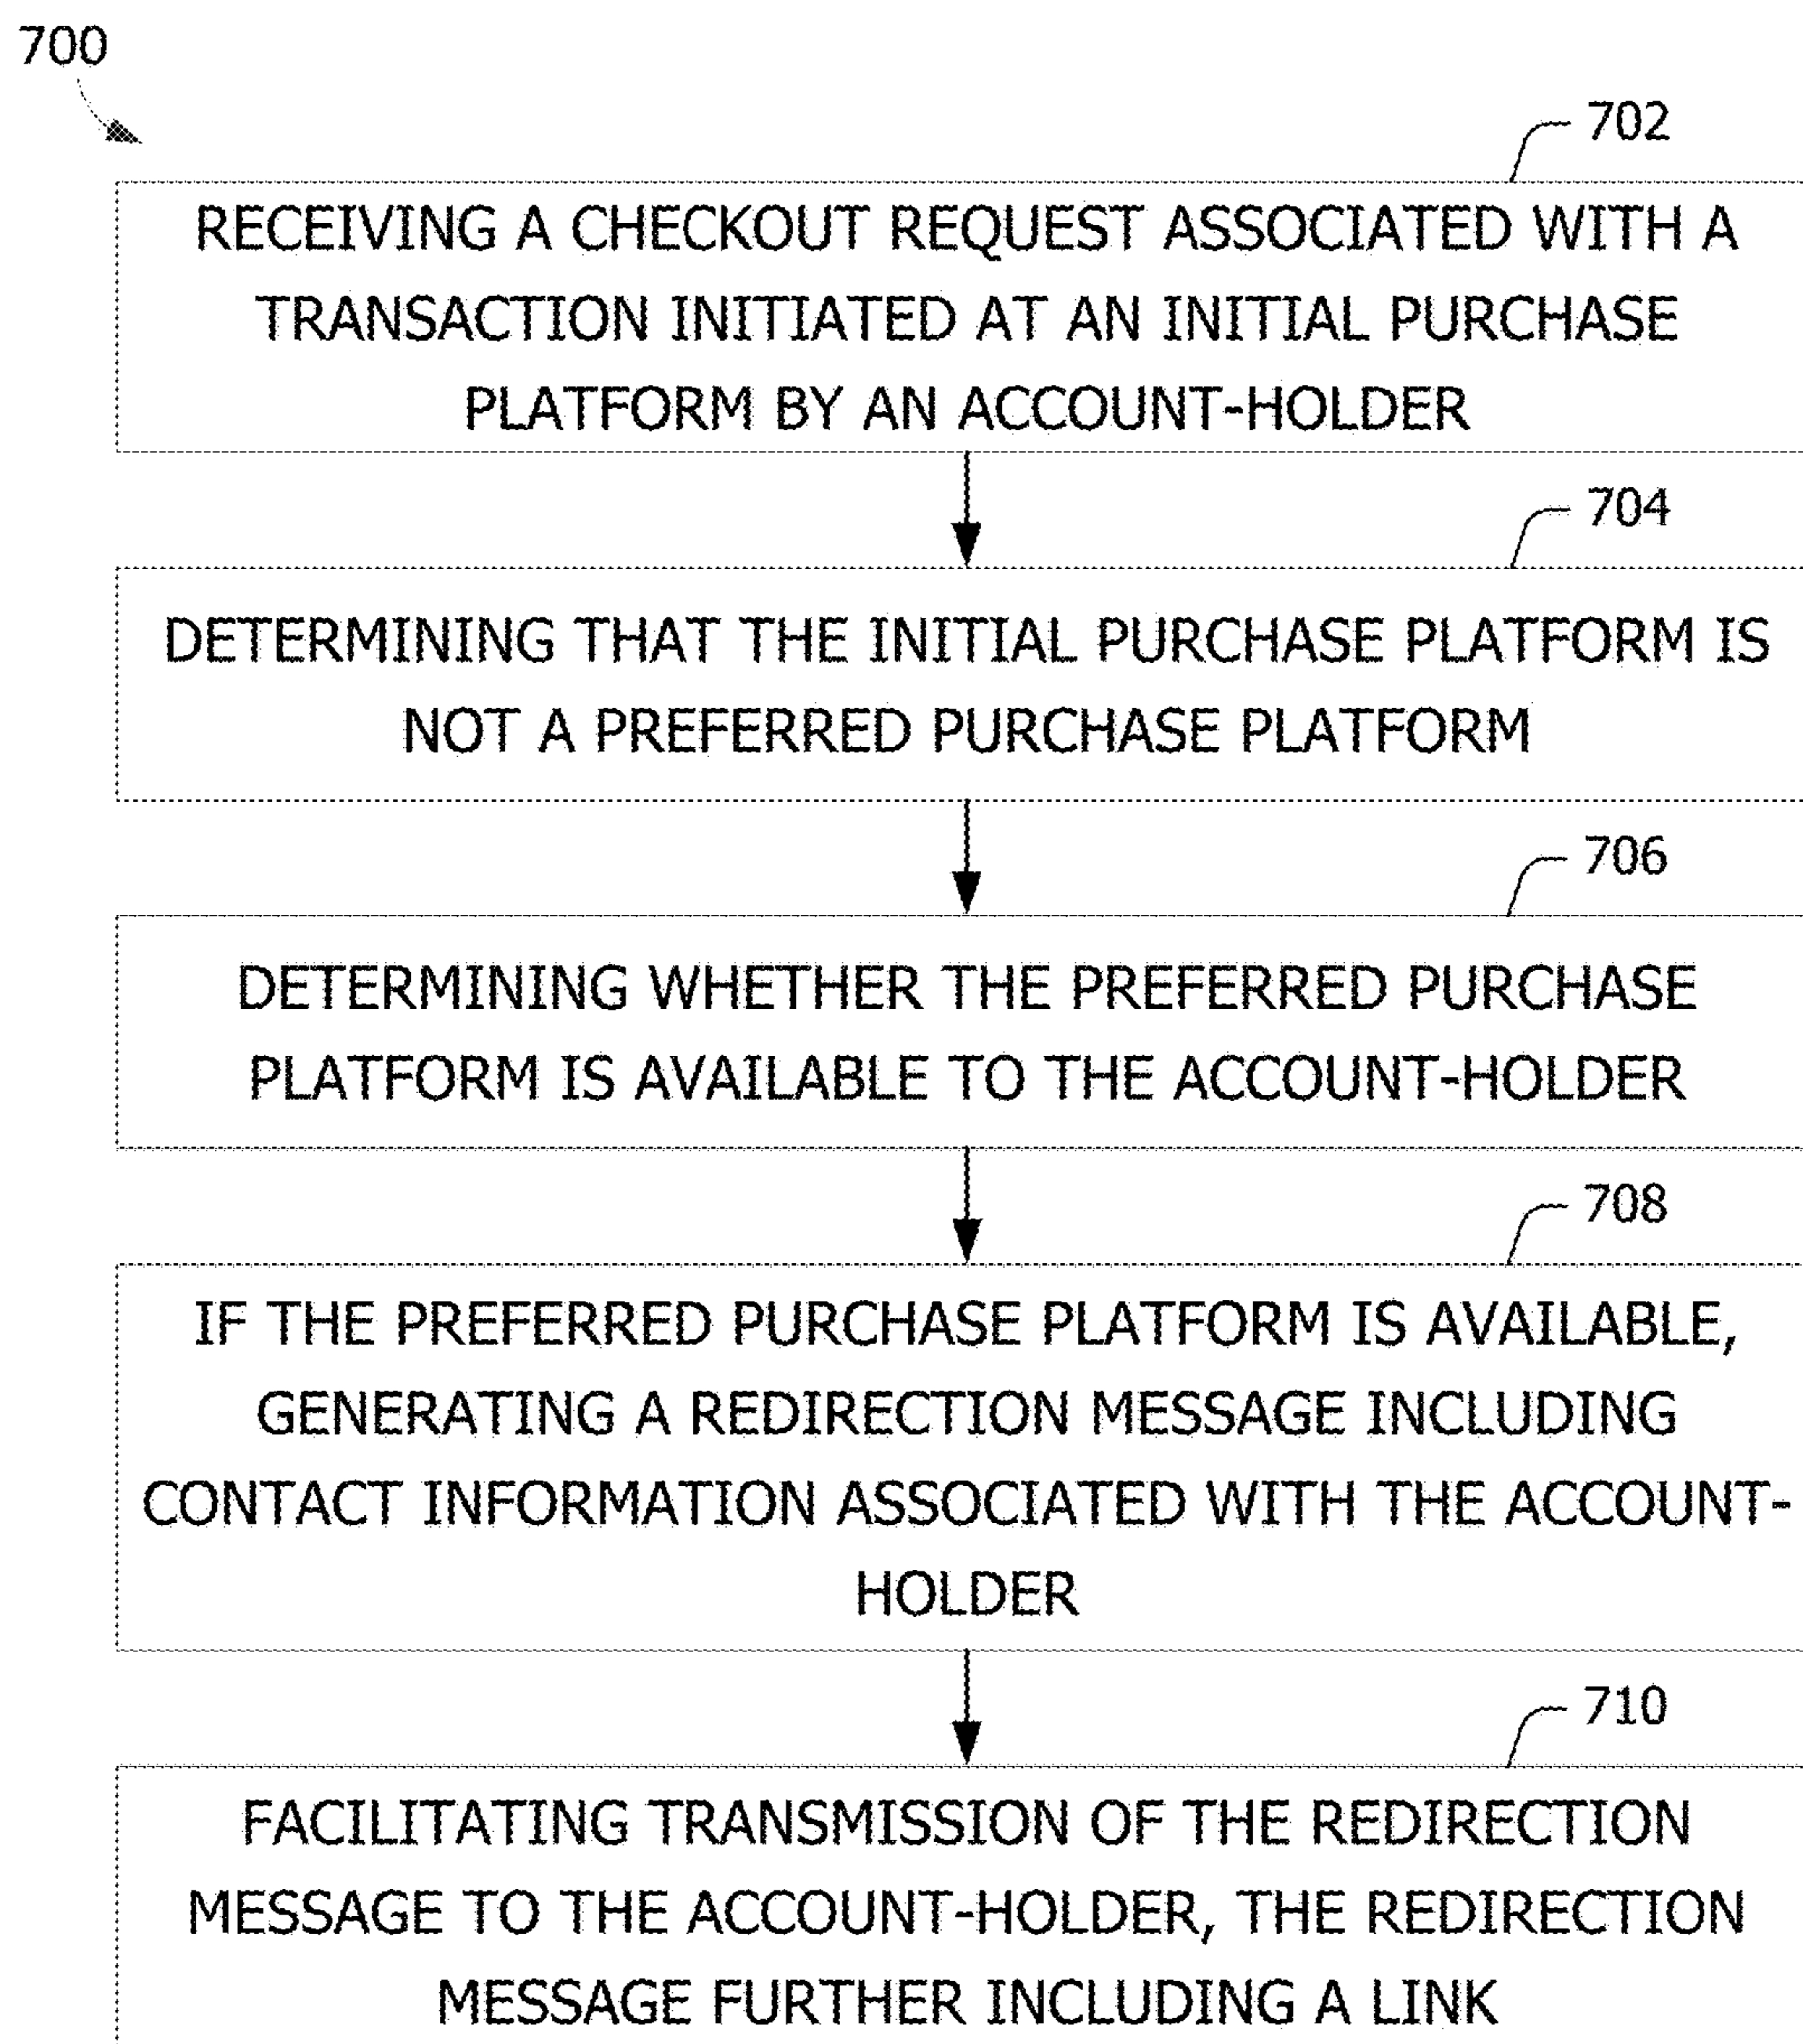 700
702
RECEIVING A CHECKOUT REQUEST ASSOCIATED WITH A
TRANSACTION INITIATED AT AN INITIAL PURCHASE
PLATFORM BY AN ACCOUNT-HOLDER
704
DETERMINING THAT THE INITIAL PURCHASE PLATFORM IS
NOT A PREFERRED PURCHASE PLATFORM
706
DETERMINING WHETHER THE PREFERRED PURCHASE
PLATFORM IS AVAILABLE TO THE ACCOUNT-HOLDER
708
IF THE PREFERRED PURCHASE PLATFORM IS AVAILABLE,
GENERATING A REDIRECTION MESSAGE INCLUDING
CONTACT INFORMATION ASSOCIATED WITH THE ACCOUNT-
HOLDER
710
FACILITATING TRANSMISSION OF THE REDIRECTION
MESSAGE TO THE ACCOUNT-HOLDER, THE REDIRECTION
MESSAGE FURTHER INCLUDING A LINK